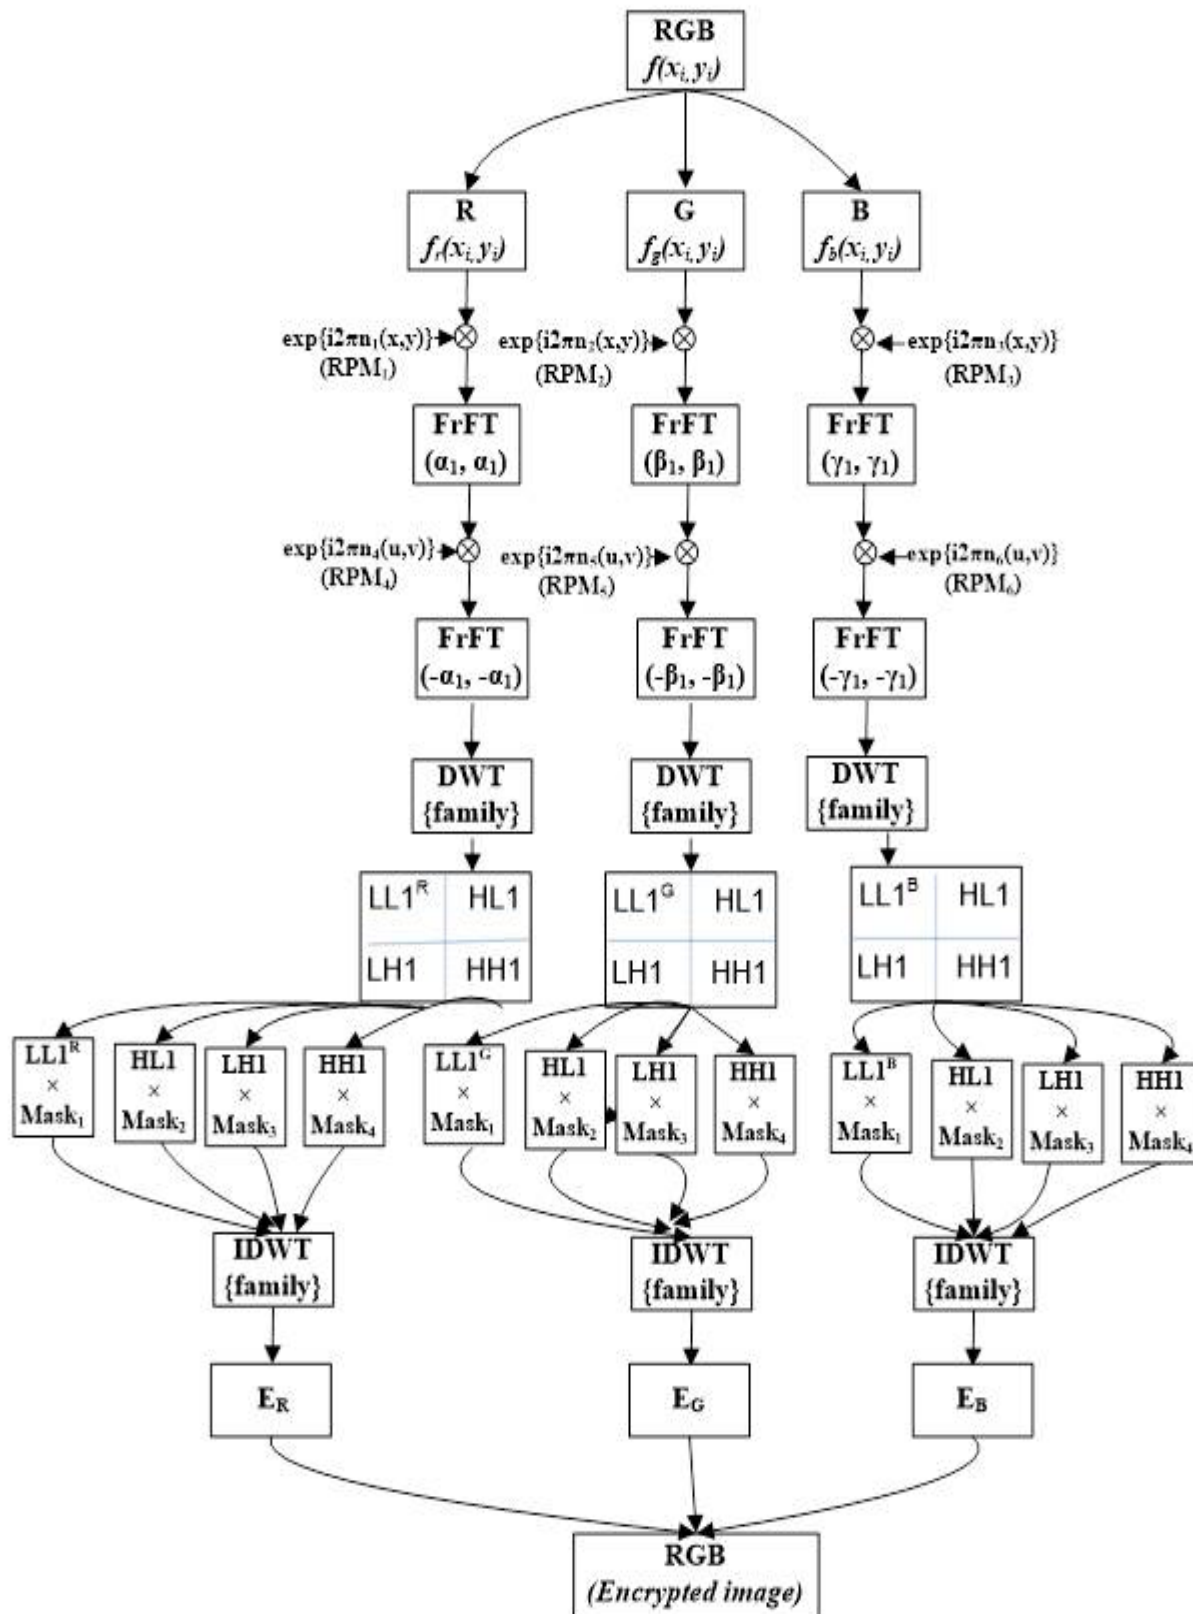 RGB
f(xᵢ, yᵢ)
R
fᵣ(xᵢ, yᵢ)
G
f_g(xᵢ, yᵢ)
B
f_b(xᵢ, yᵢ)
exp{i2πn₁(x,y)}
(RPM₁)
exp{i2πn₂(x,y)}
(RPM₂)
exp{i2πn₃(x,y)}
(RPM₃)
FrFT
(α₁, α₁)
FrFT
(β₁, β₁)
FrFT
(γ₁, γ₁)
exp{i2πn₄(u,v)}
(RPM₄)
exp{i2πn₅(u,v)}
(RPM₅)
exp{i2πn₆(u,v)}
(RPM₆)
FrFT
(-α₁, -α₁)
FrFT
(-β₁, -β₁)
FrFT
(-γ₁, -γ₁)
DWT
{family}
DWT
{family}
DWT
{family}
LL1ᴿ HL1
LH1 HH1
LL1ᴳ HL1
LH1 HH1
LL1ᴮ HL1
LH1 HH1
LL1ᴿ
×
Mask₁
HL1
×
Mask₂
LH1
×
Mask₃
HH1
×
Mask₄
LL1ᴳ
×
Mask₁
HL1
×
Mask₂
LH1
×
Mask₃
HH1
×
Mask₄
LL1ᴮ
×
Mask₁
HL1
×
Mask₂
LH1
×
Mask₃
HH1
×
Mask₄
IDWT
{family}
IDWT
{family}
IDWT
{family}
E_R
E_G
E_B
RGB
(Encrypted image)